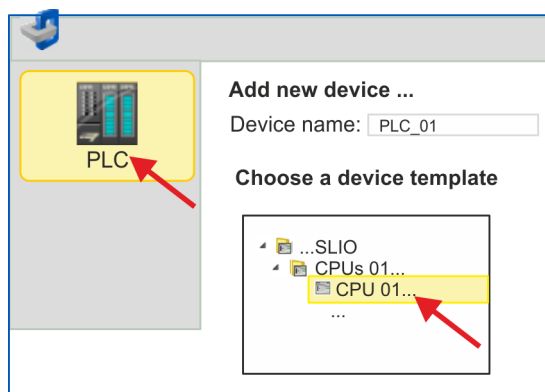 Add new device ...
Device name: PLC_01
PLC
Choose a device template
...SLIO
CPUs 01...
CPU 01...
...